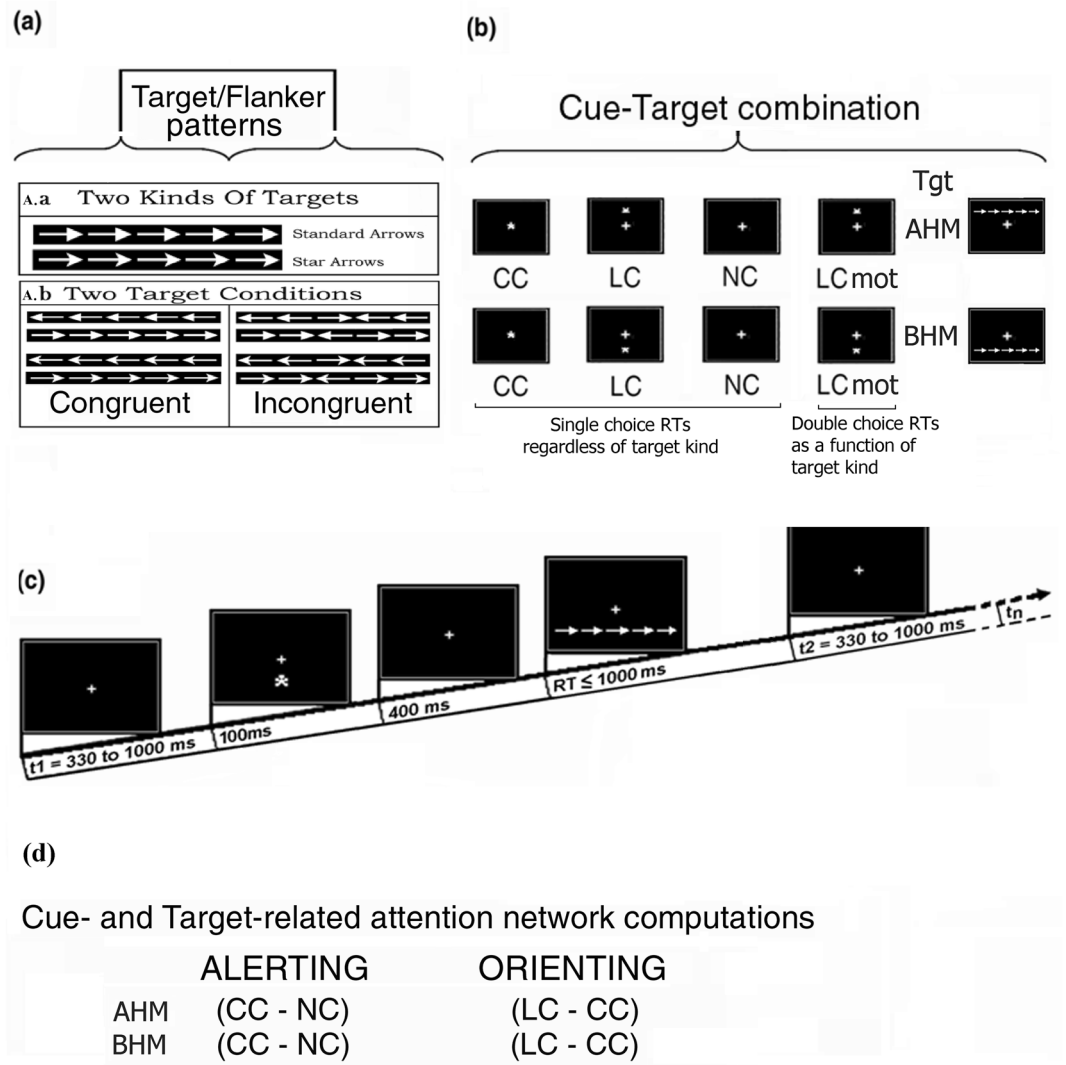 (a)
Target/Flanker
patterns
A.a Two Kinds Of Targets
Standard Arrows
Star Arrows
A.b Two Target Conditions
Congruent
Incongruent
(b)
Cue-Target combination
Tgt
AHM
CC
LC
NC
LC mot
BHM
CC
LC
NC
LC mot
Single choice RTs
regardless of target kind
Double choice RTs
as a function of
target kind
(c)
t1 = 330 to 1000 ms
100ms
400 ms
RT ≤ 1000 ms
t2 = 330 to 1000 ms
tn
(d)
Cue- and Target-related attention network computations
ALERTING ORIENTING
AHM (CC - NC) (LC - CC)
BHM (CC - NC) (LC - CC)